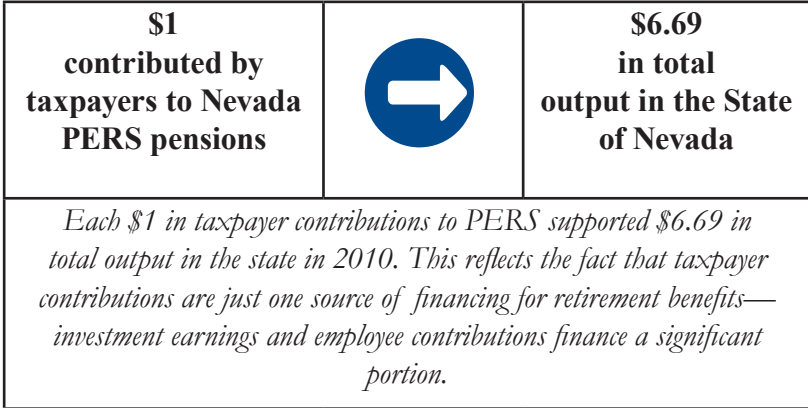 $1
contributed by
taxpayers to Nevada
PERS pensions
$6.69
in total
output in the State
of Nevada
Each $1 in taxpayer contributions to PERS supported $6.69 in
total output in the state in 2010. This reflects the fact that taxpayer
contributions are just one source of financing for retirement benefits—
investment earnings and employee contributions finance a significant
portion.